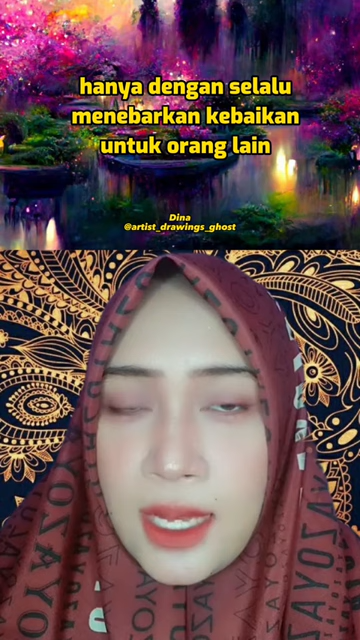 hanya dengan selalu
menebarkan kebaikan
untuk orang lain
Dina
@artist_drawings_ghost